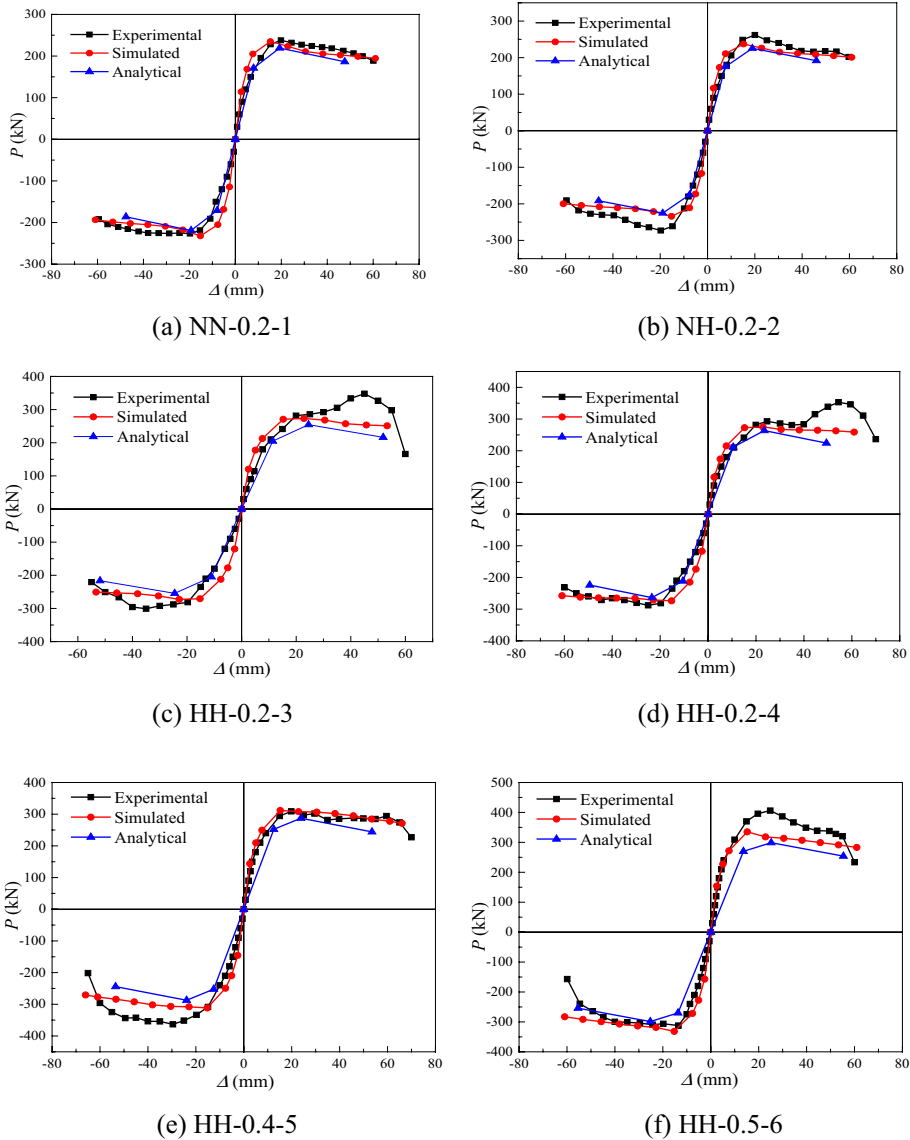 300
200
100
0
-100
-200
300
P (kN)
-80 -60 -40 -20 0 20 40 60 80
Δ (mm)
Experimental
Simulated
Analytical
(a) NN-0.2-1
300
200
100
0
-100
-200
-300
P (kN)
-80 -60 -40 -20 0 20 40 60 80
Δ (mm)
Experimental
Simulated
Analytical
(b) NH-0.2-2
400
300
200
100
0
-100
-200
-300
-400
P (kN)
-60 -40 -20 0 20 40 60
Δ (mm)
Experimental
Simulated
Analytical
(c) HH-0.2-3
400
300
200
100
0
-100
-200
-300
-400
P (kN)
-80 -60 -40 -20 0 20 40 60 80
Δ (mm)
Experimental
Simulated
Analytical
(d) HH-0.2-4
400
300
200
100
0
-100
-200
-300
-400
P (kN)
-80 -60 -40 -20 0 20 40 60 80
Δ (mm)
Experimental
Simulated
Analytical
(e) HH-0.4-5
500
400
300
200
100
0
-100
-200
-300
-400
P (kN)
-80 -60 -40 -20 0 20 40 60 80
Δ (mm)
Experimental
Simulated
Analytical
(f) HH-0.5-6